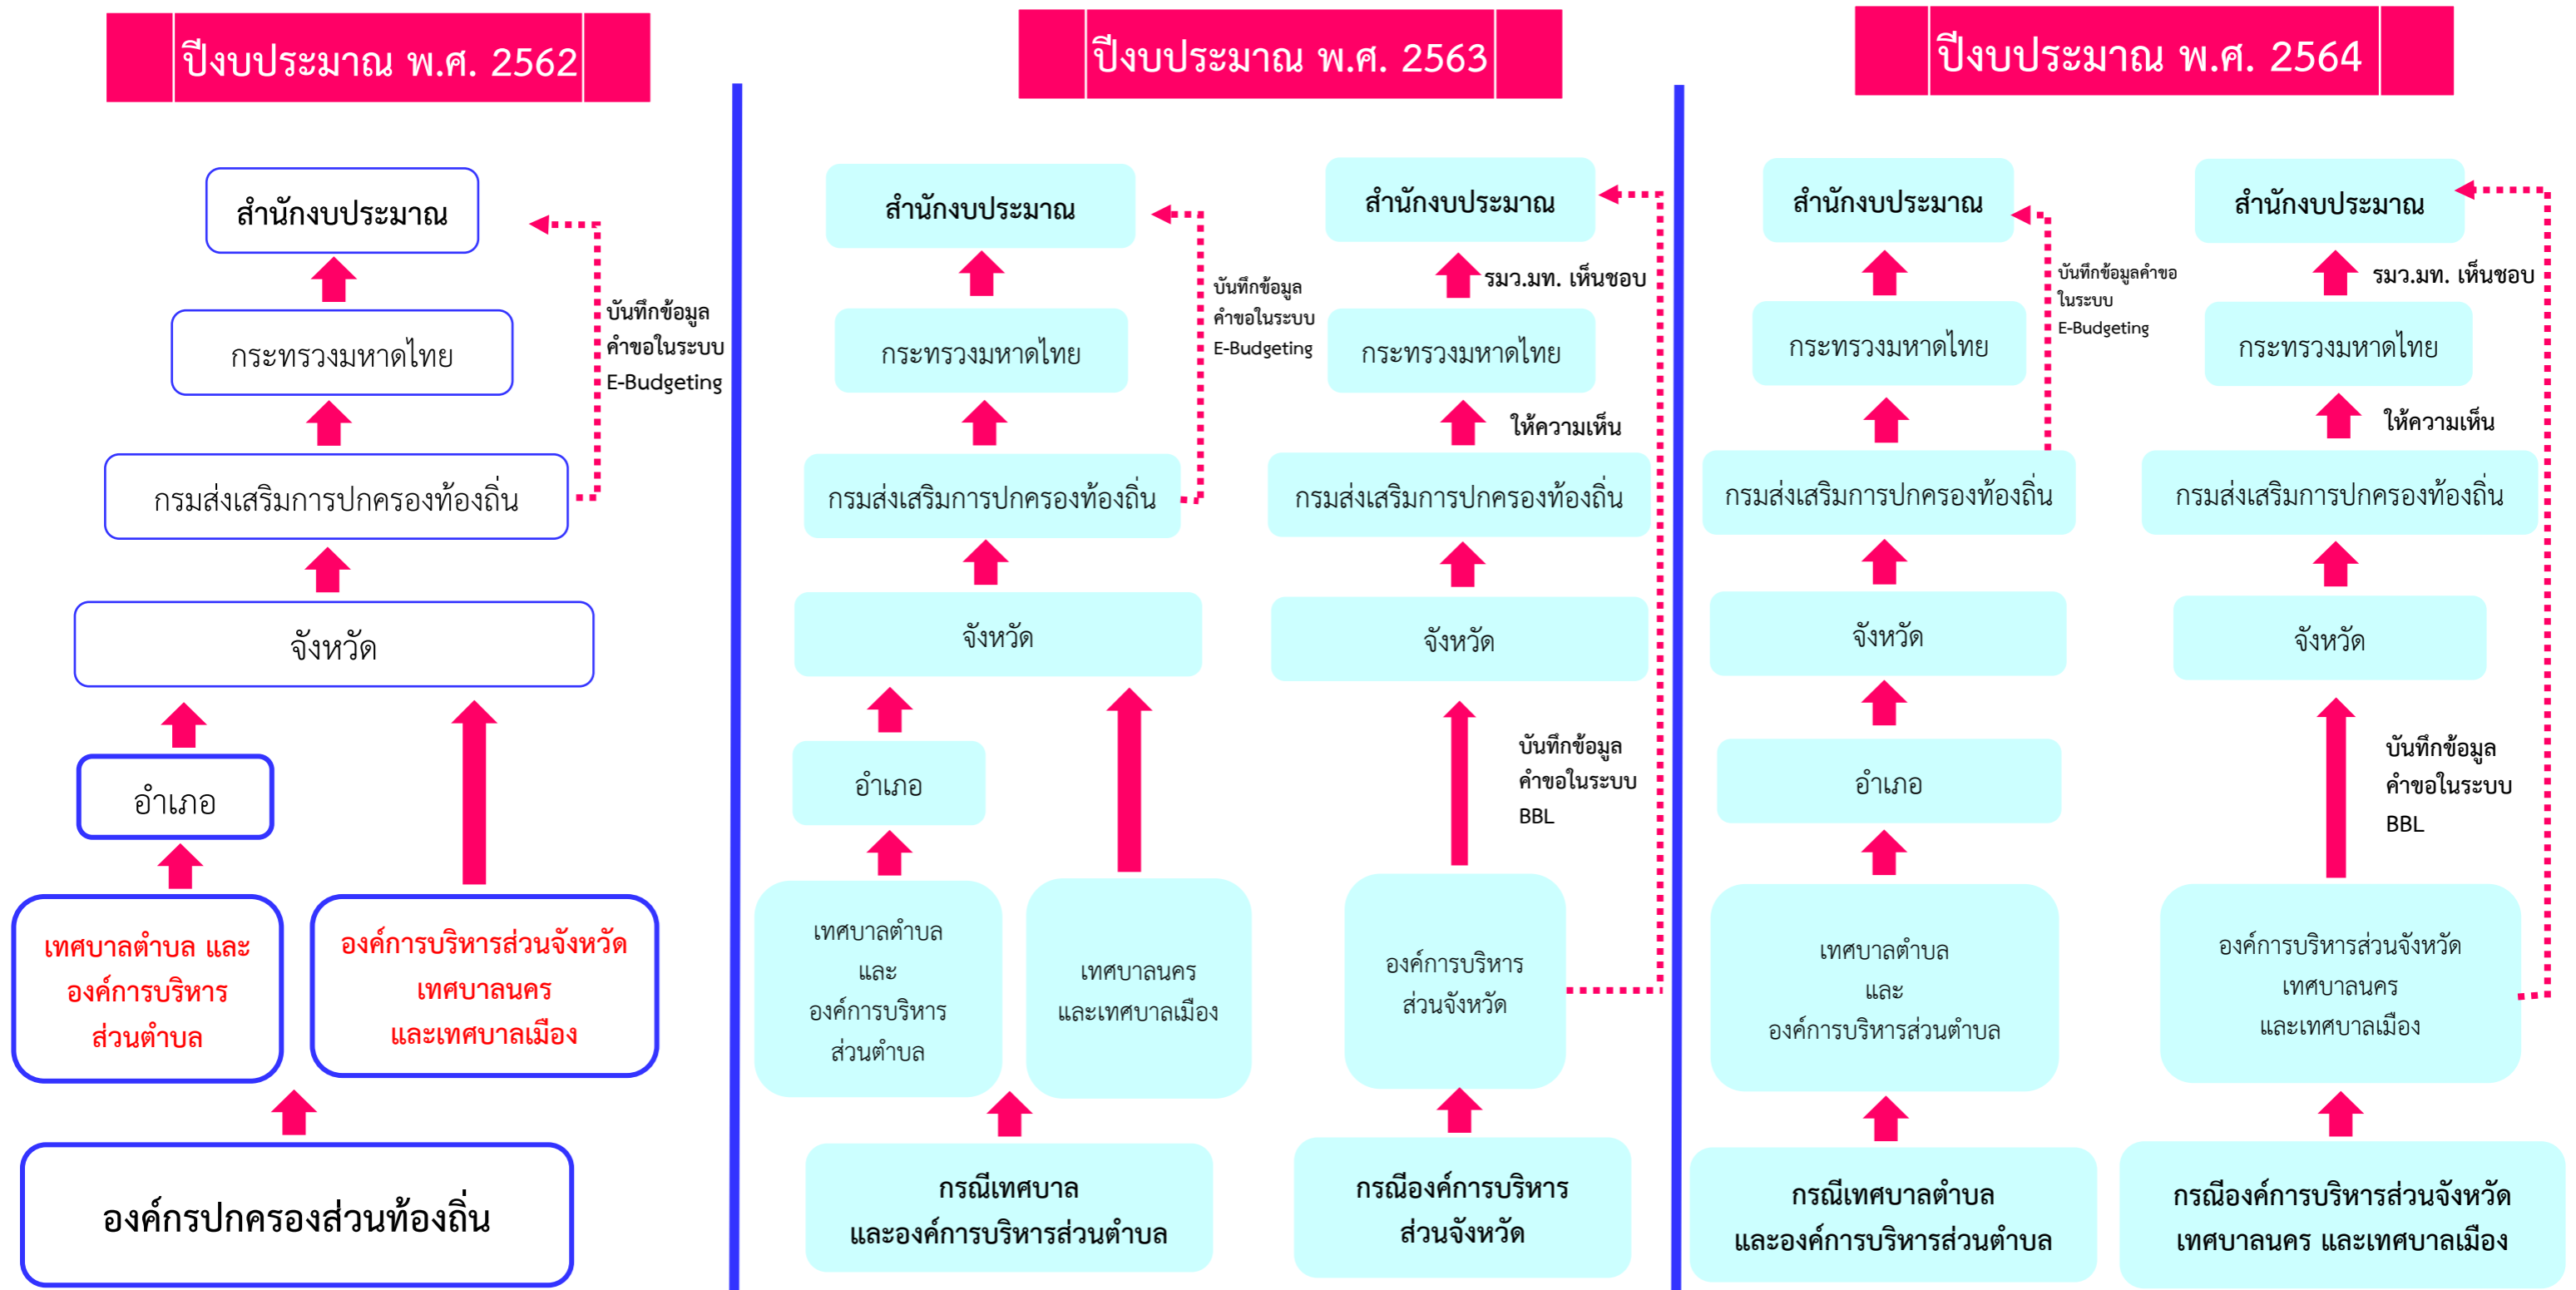 ปีงบประมาณ พ.ศ. 2562
สำนักงบประมาณ
บันทึกข้อมูล
คำขอในระบบ
E-Budgeting
กระทรวงมหาดไทย
กรมส่งเสริมการปกครองท้องถิ่น
จังหวัด
อำเภอ
เทศบาลตำบล และ
องค์การบริหาร
ส่วนตำบล
องค์การบริหารส่วนจังหวัด
เทศบาลนคร
และเทศบาลเมือง
องค์กรปกครองส่วนท้องถิ่น
ปีงบประมาณ พ.ศ. 2563
สำนักงบประมาณ
บันทึกข้อมูล
คำขอในระบบ
E-Budgeting
กระทรวงมหาดไทย
กรมส่งเสริมการปกครองท้องถิ่น
จังหวัด
อำเภอ
เทศบาลตำบล
และ
องค์การบริหาร
ส่วนตำบล
เทศบาลนคร
และเทศบาลเมือง
กรณีเทศบาล
และองค์การบริหารส่วนตำบล
สำนักงบประมาณ
รมว.มท. เห็นชอบ
กระทรวงมหาดไทย
ให้ความเห็น
กรมส่งเสริมการปกครองท้องถิ่น
จังหวัด
บันทึกข้อมูล
คำขอในระบบ
BBL
องค์การบริหาร
ส่วนจังหวัด
กรณีองค์การบริหาร
ส่วนจังหวัด
ปีงบประมาณ พ.ศ. 2564
สำนักงบประมาณ
บันทึกข้อมูลคำขอ
ในระบบ
E-Budgeting
กระทรวงมหาดไทย
กรมส่งเสริมการปกครองท้องถิ่น
จังหวัด
อำเภอ
เทศบาลตำบล
และ
องค์การบริหารส่วนตำบล
กรณีเทศบาลตำบล
และองค์การบริหารส่วนตำบล
สำนักงบประมาณ
รมว.มท. เห็นชอบ
กระทรวงมหาดไทย
ให้ความเห็น
กรมส่งเสริมการปกครองท้องถิ่น
จังหวัด
บันทึกข้อมูล
คำขอในระบบ
BBL
องค์การบริหารส่วนจังหวัด
เทศบาลนคร
และเทศบาลเมือง
กรณีองค์การบริหารส่วนจังหวัด
เทศบาลนคร และเทศบาลเมือง